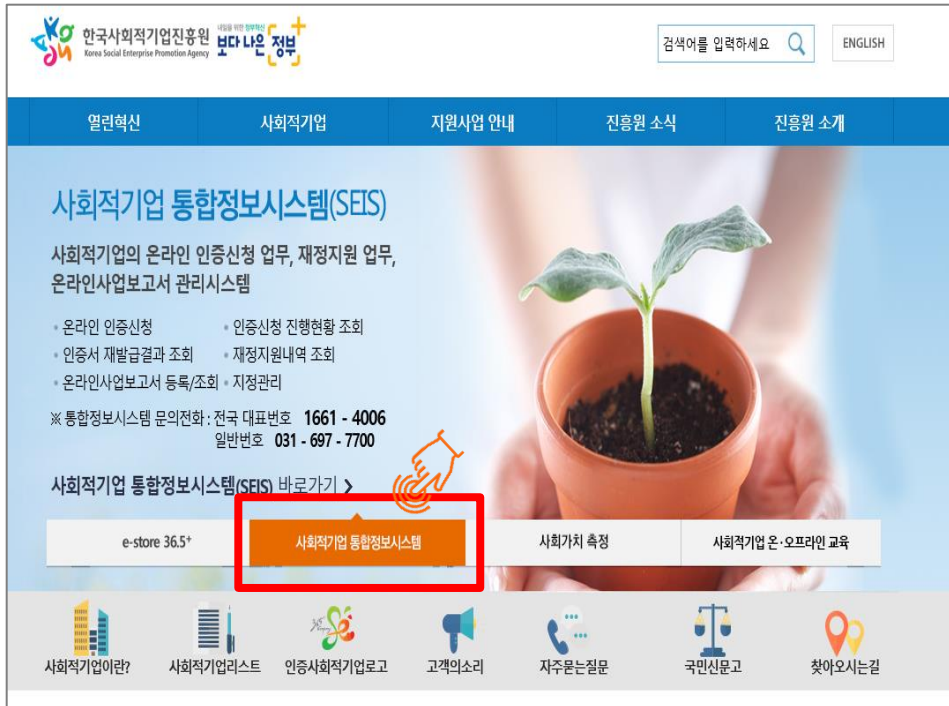 한국사회적기업진흥원
Korea Social Enterprise Promotion Agency
내일을 위한 정부혁신
보다 나은 정부
검색어를 입력하세요
ENGLISH
열린혁신 사회적기업 지원사업 안내 진흥원 소식 진흥원 소개
사회적기업 통합정보시스템(SEIS)
사회적기업의 온라인 인증신청 업무, 재정지원 업무,
온라인사업보고서 관리시스템
• 온라인 인증신청 • 인증신청 진행현황 조회
• 인증서 재발급결과 조회 • 재정지원내역 조회
• 온라인사업보고서 등록/조회 • 지정관리
※ 통합정보시스템 문의전화 : 전국 대표번호 1661 - 4006
일반번호 031 - 697 - 7700
사회적기업 통합정보시스템(SEIS) 바로가기 >
e-store 36.5+ 사회적기업 통합정보시스템 사회가치 측정 사회적기업 온·오프라인 교육
사회적기업이란? 사회적기업리스트 인증사회적기업로고 고객의소리 자주묻는질문 국민신문고 찾아오시는길